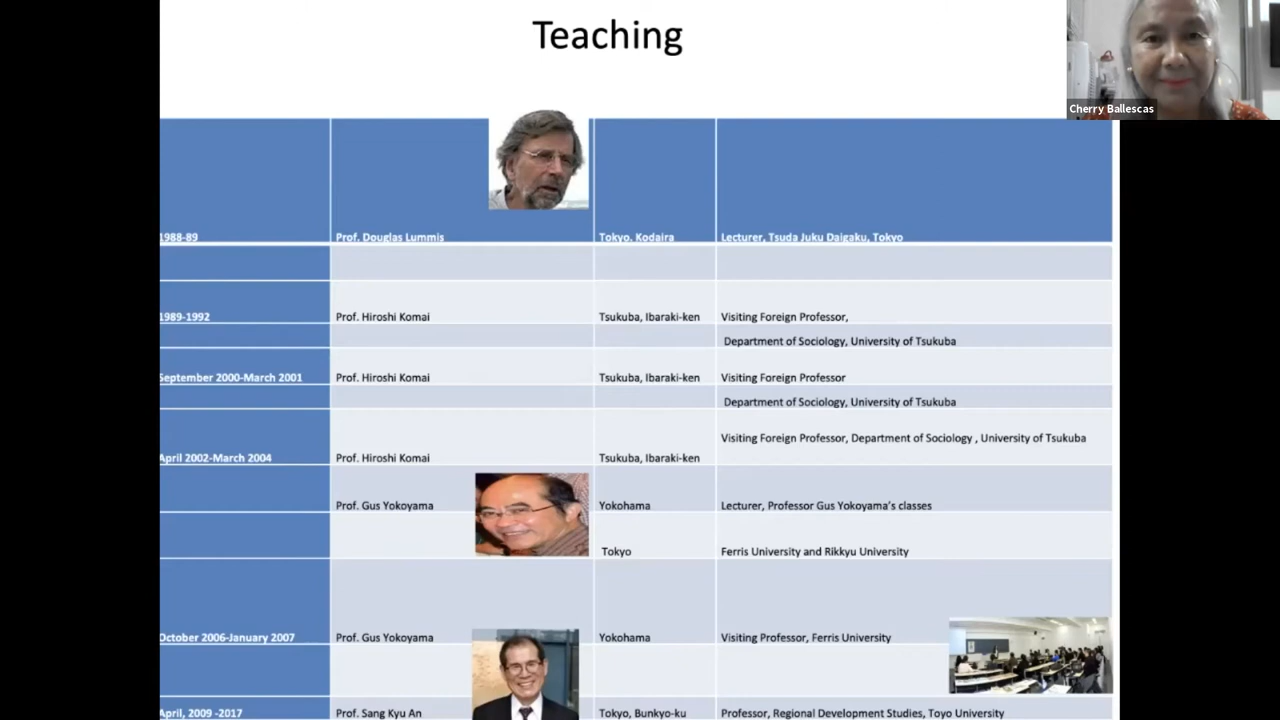 Teaching
Cherry Ballescas
1988-89 Prof. Douglas Lummis Tokyo. Kodaira Lecturer, Tsuda Juku Daigaku, Tokyo
1989-1992 Prof. Hiroshi Komai Tsukuba, Ibaraki-ken Visiting Foreign Professor,
Department of Sociology, University of Tsukuba
September 2000-March 2001 Prof. Hiroshi Komai Tsukuba, Ibaraki-ken Visiting Foreign Professor
Department of Sociology, University of Tsukuba
Visiting Foreign Professor, Department of Sociology , University of Tsukuba
April 2002-March 2004 Prof. Hiroshi Komai Tsukuba, Ibaraki-ken
Prof. Gus Yokoyama Yokohama Lecturer, Professor Gus Yokoyama’s classes
Tokyo Ferris University and Rikkyu University
October 2006-January 2007 Prof. Gus Yokoyama Yokohama Visiting Professor, Ferris University
April, 2009 -2017 Prof. Sang Kyu An Tokyo, Bunkyo-ku Professor, Regional Development Studies, Toyo University